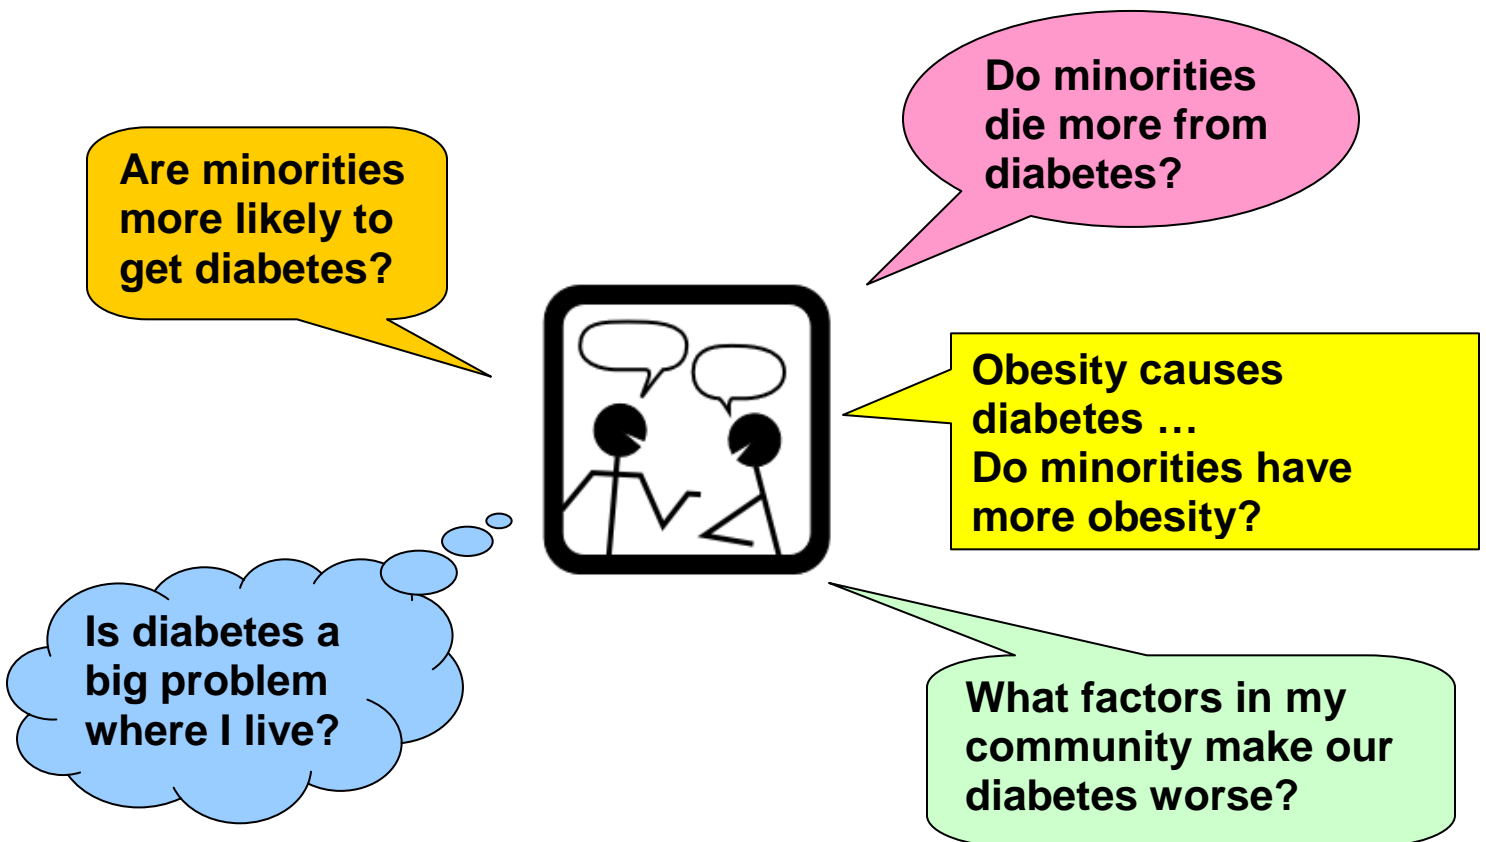 Do minorities
die more from
diabetes?
Are minorities
more likely to
get diabetes?
Obesity causes
diabetes …
Do minorities have
more obesity?
Is diabetes a
big problem
where I live?
What factors in my
community make our
diabetes worse?